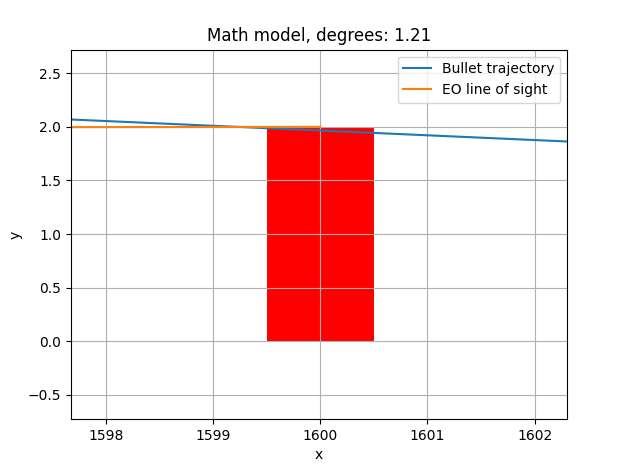 Math model, degrees: 1.21
Bullet trajectory
EO line of sight
2.5
2.0
1.5
1.0
0.5
0.0
−0.5
y
1598
1599
1600
1601
1602
x